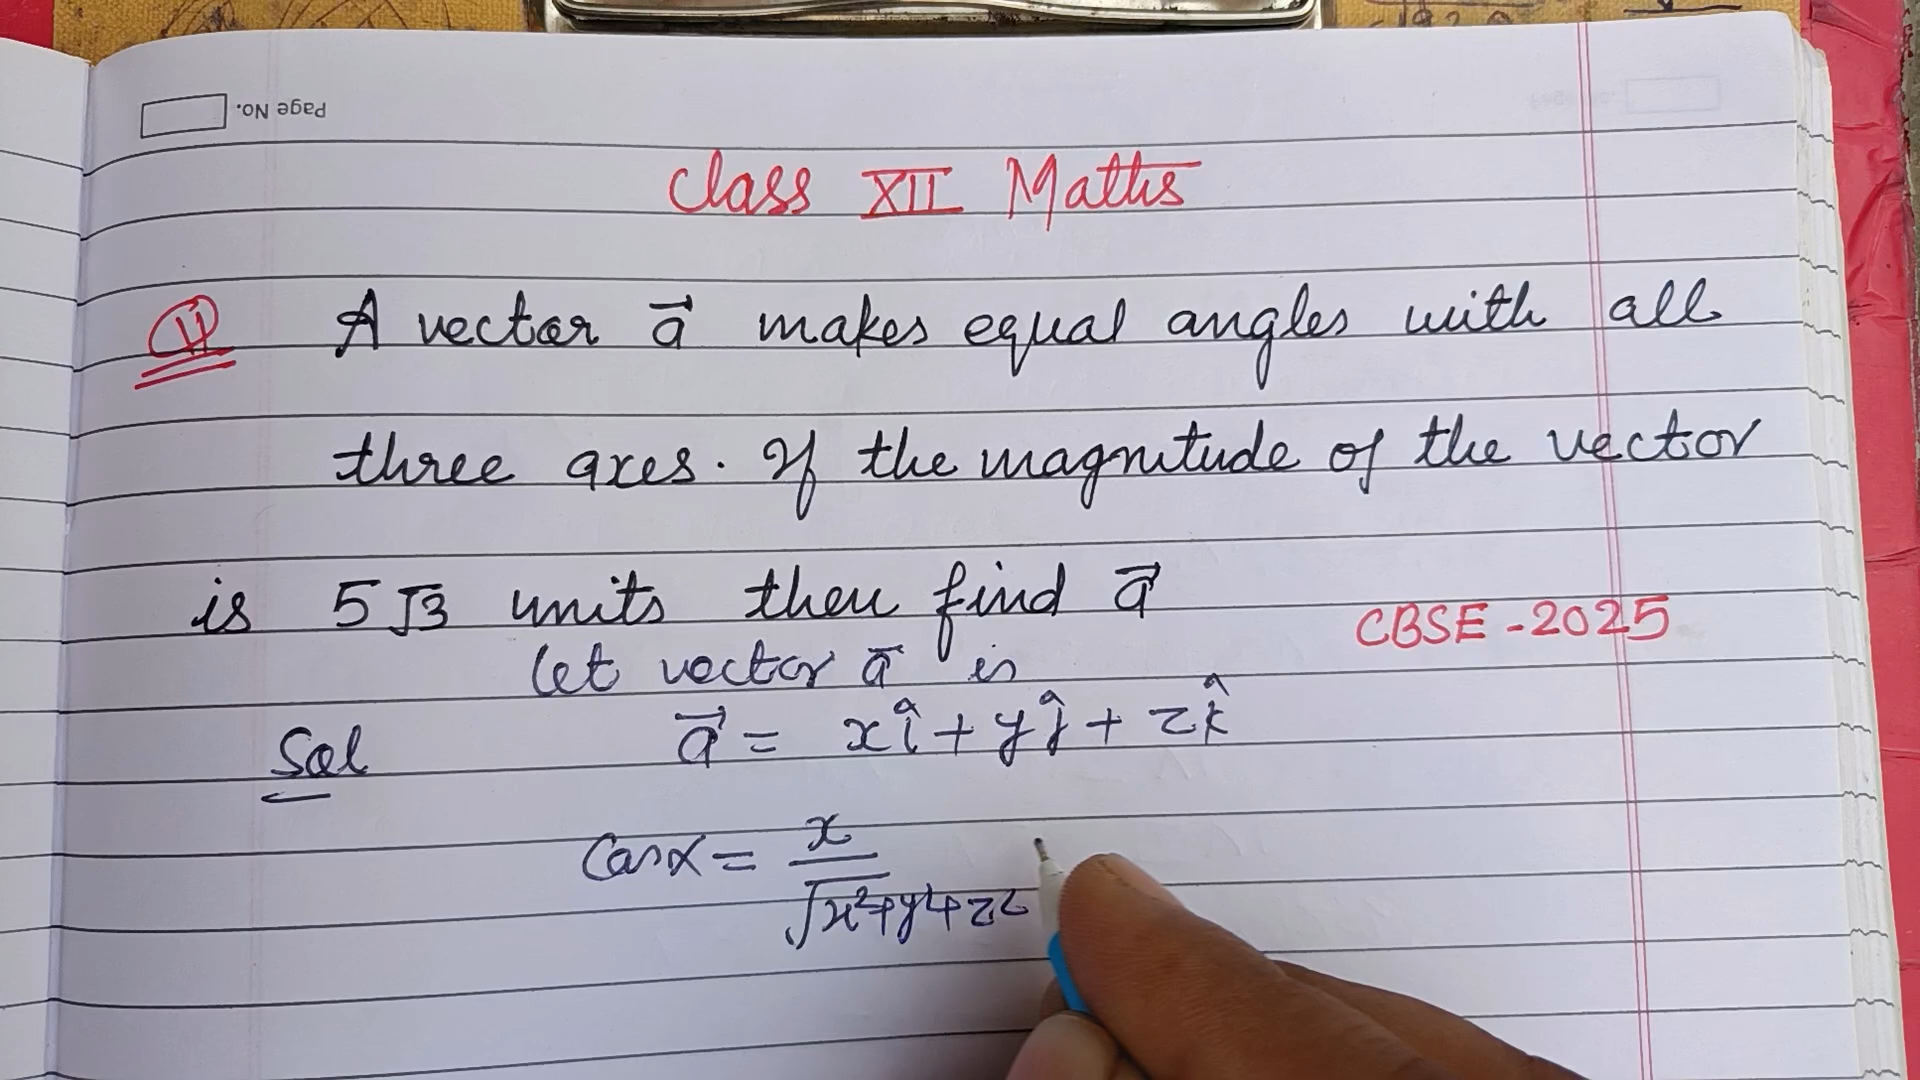 Page No.
Class XII Maths
Q A vector a⃗ makes equal angles with all
three axes. If the magnitude of the vector
is 5√3 units then find a⃗
CBSE - 2025
let vector a⃗ is
Sol a⃗ = xî + yĵ + zk̂
Cosα = x / √x²+y²+z²